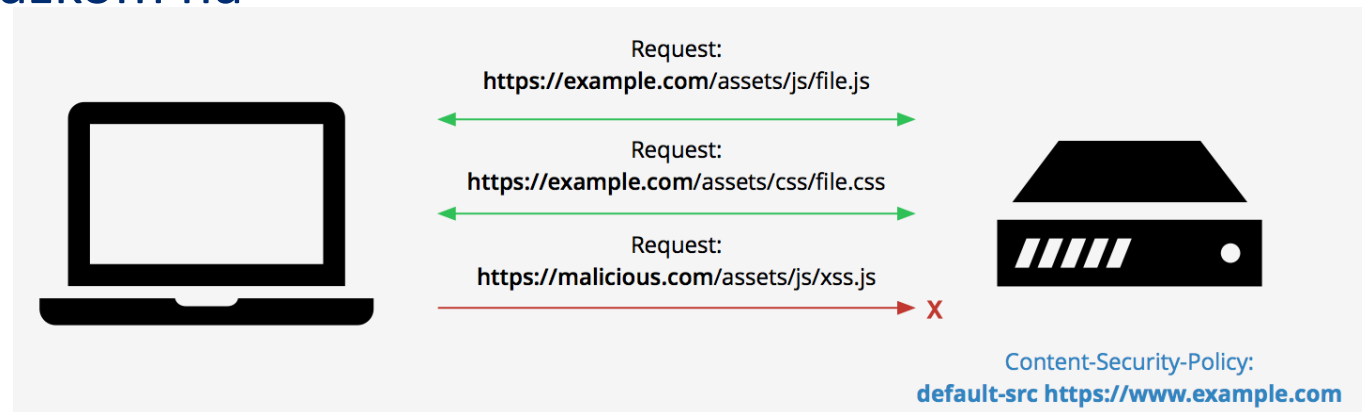 Request:
https://example.com/assets/js/file.js
Request:
https://example.com/assets/css/file.css
Request:
https://malicious.com/assets/js/xss.js
X
Content-Security-Policy:
default-src https://www.example.com